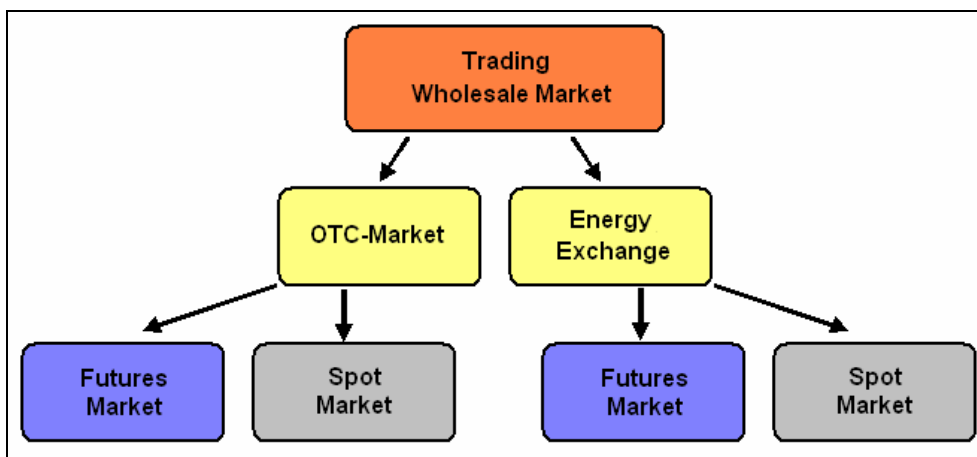 Trading
Wholesale Market
OTC-Market
Energy
Exchange
Futures
Market
Spot
Market
Futures
Market
Spot
Market